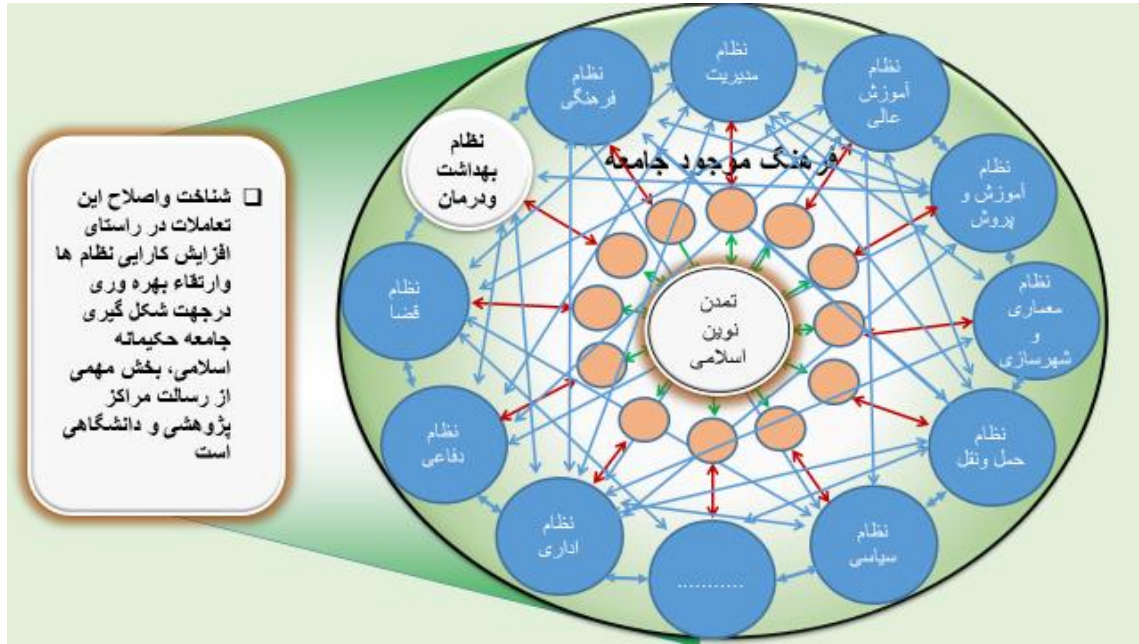 نظام
مدیریت
نظام
آموزش
عالی
نظام
فرهنگی
نظام
بهداشت
ودرمان
فرهنگ موجود جامعه
نظام
آموزش و
پروش
نظام
معماری
و
شهرسازی
نظام
قضا
تمدن
نوین
اسلامی
نظام
دفاعی
نظام
حمل ونقل
نظام
اداری
نظام
سیاسی
...........
❑ شناخت واصلاح این
تعاملات در راستای
افزایش کارایی نظام ها
وارتقاء بهره وری
درجهت شکل گیری
جامعه حکیمانه
اسلامی، بخش مهمی
از رسالت مراکز
پژوهشی و دانشگاهی
است